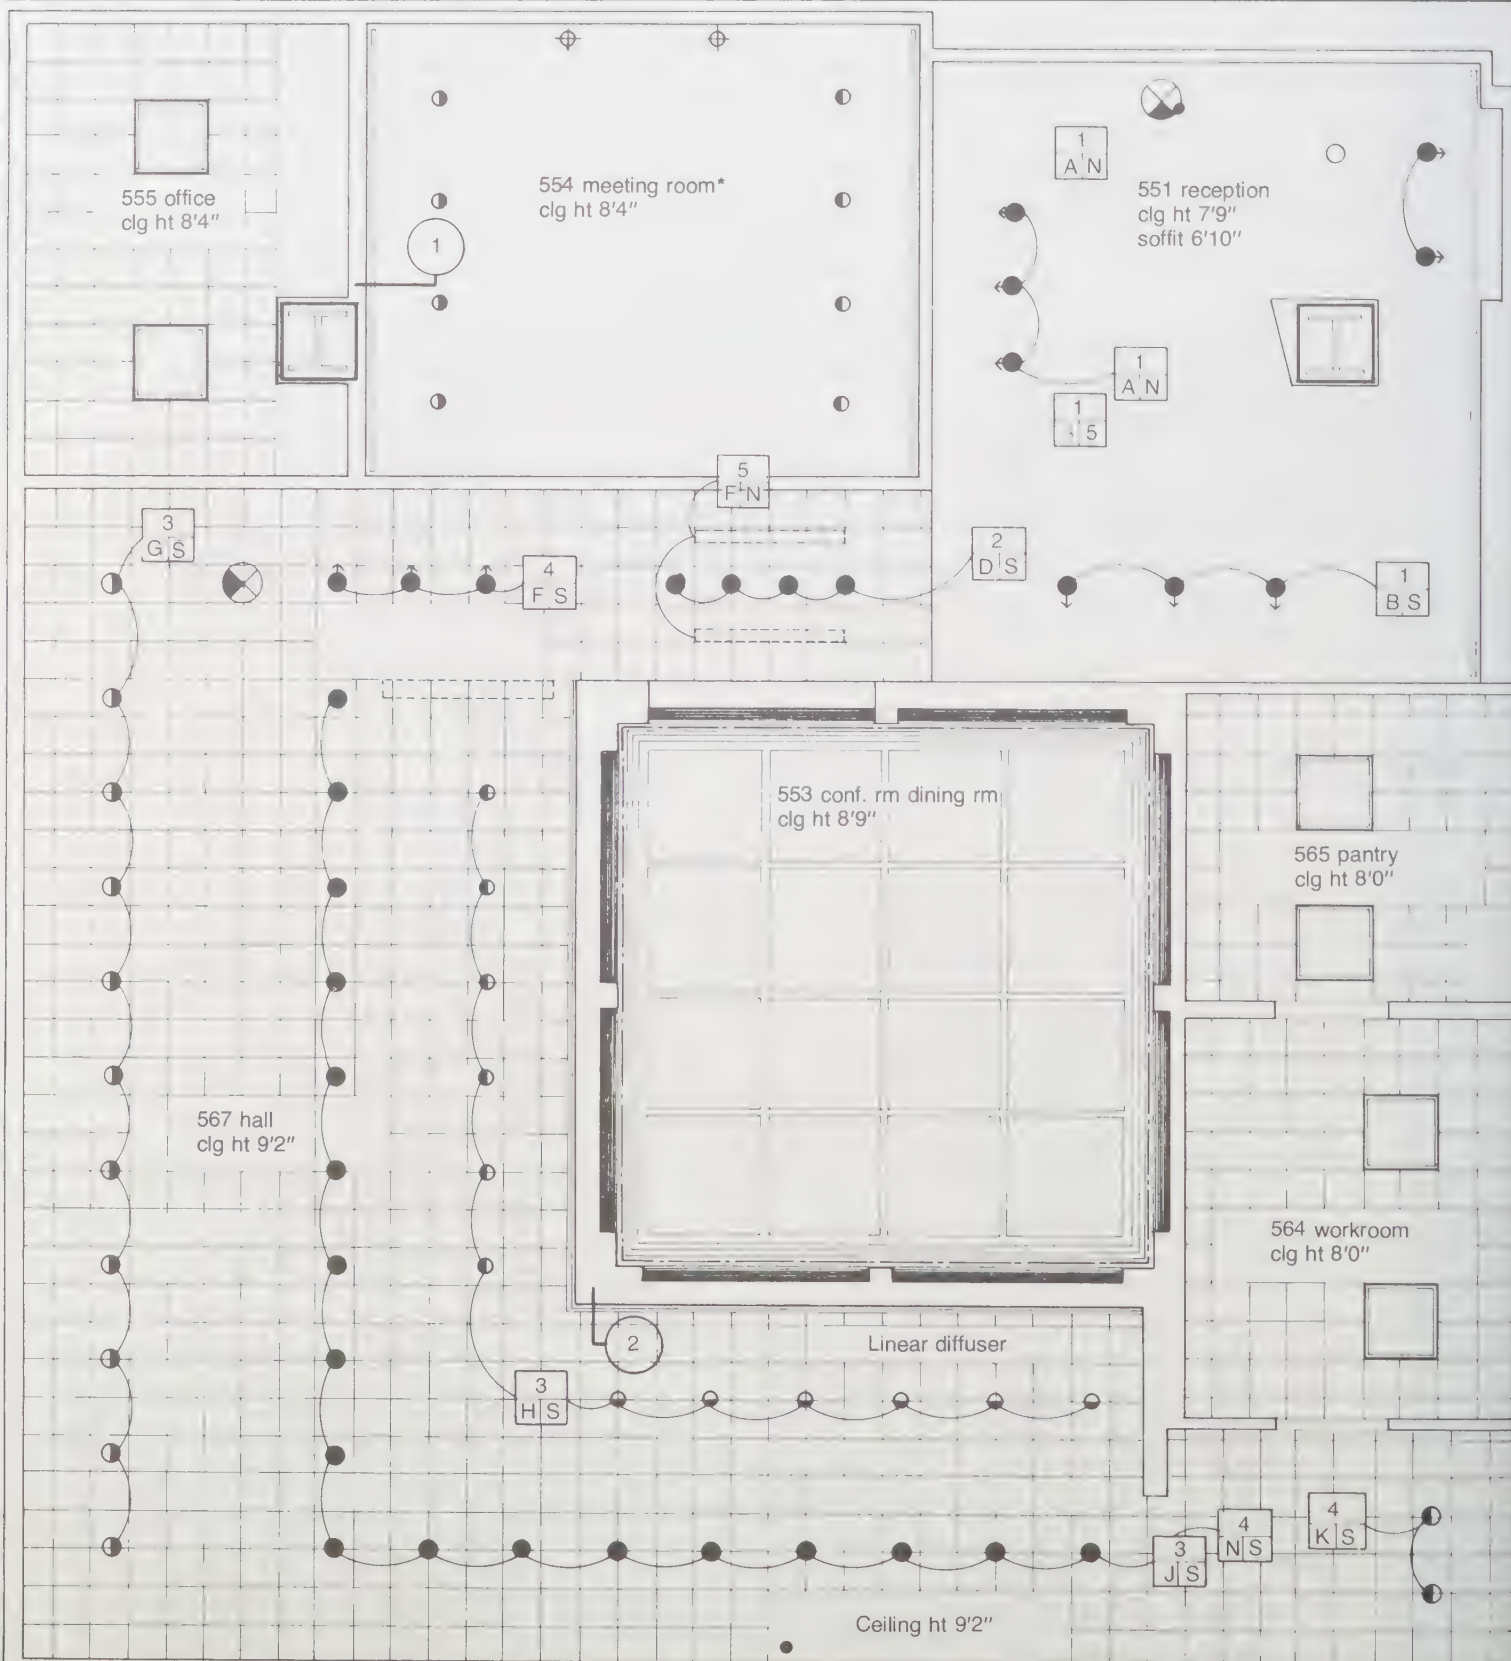 555 office
clg ht 8'4"
554 meeting room*
clg ht 8'4"
1
1
A N
551 reception
clg ht 7'9"
soffit 6'10"
1
A N
1
5
5
F N
3
G S
4
F S
2
D S
1
B S
553 conf. rm dining rm
clg ht 8'9"
565 pantry
clg ht 8'0"
567 hall
clg ht 9'2"
564 workroom
clg ht 8'0"
2
Linear diffuser
3
H S
3
J S
4
N S
4
K S
Ceiling ht 9'2"